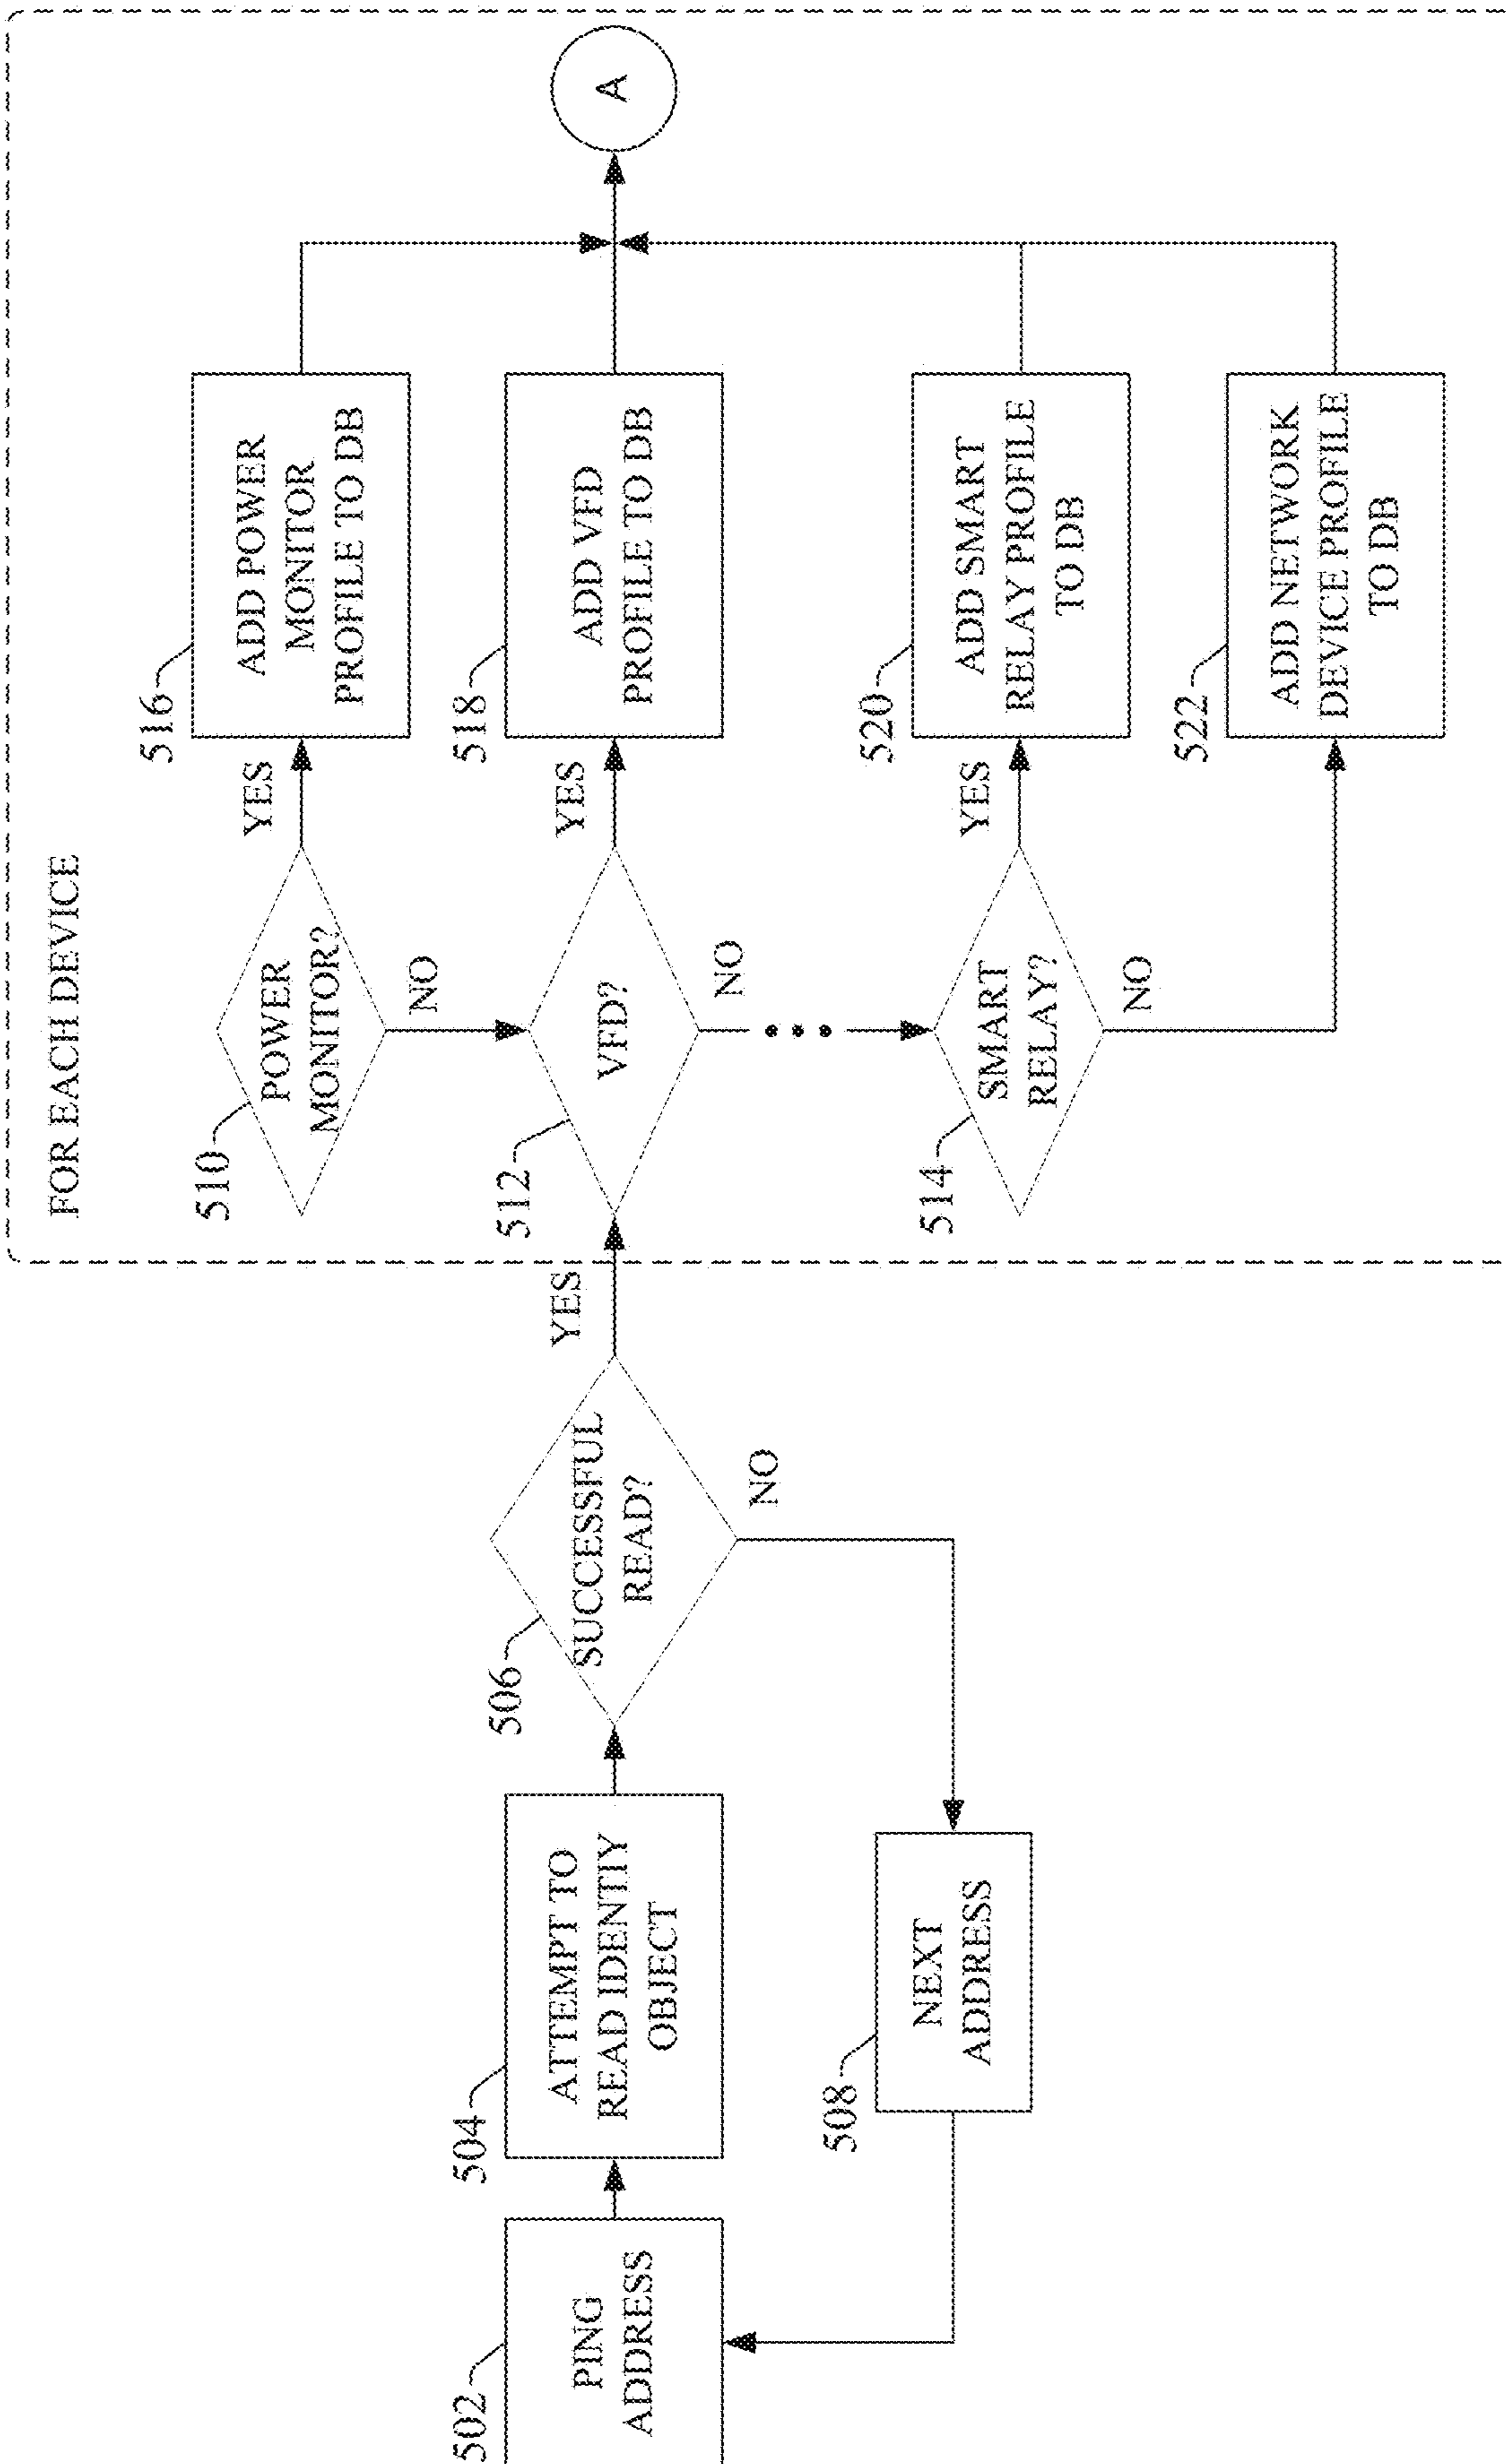 502
PING
ADDRESS
504
ATTEMPT TO
READ IDENTIY
OBJECT
506
SUCCESSFUL
READ?
YES
NO
508
NEXT
ADDRESS
FOR EACH DEVICE
510
POWER
MONITOR?
YES
NO
516
ADD POWER
MONITOR
PROFILE TO DB
512
VFD?
YES
NO
518
ADD VFD
PROFILE TO DB
514
SMART
RELAY?
YES
NO
520
ADD SMART
RELAY PROFILE
TO DB
522
ADD NETWORK
DEVICE PROFILE
TO DB
A